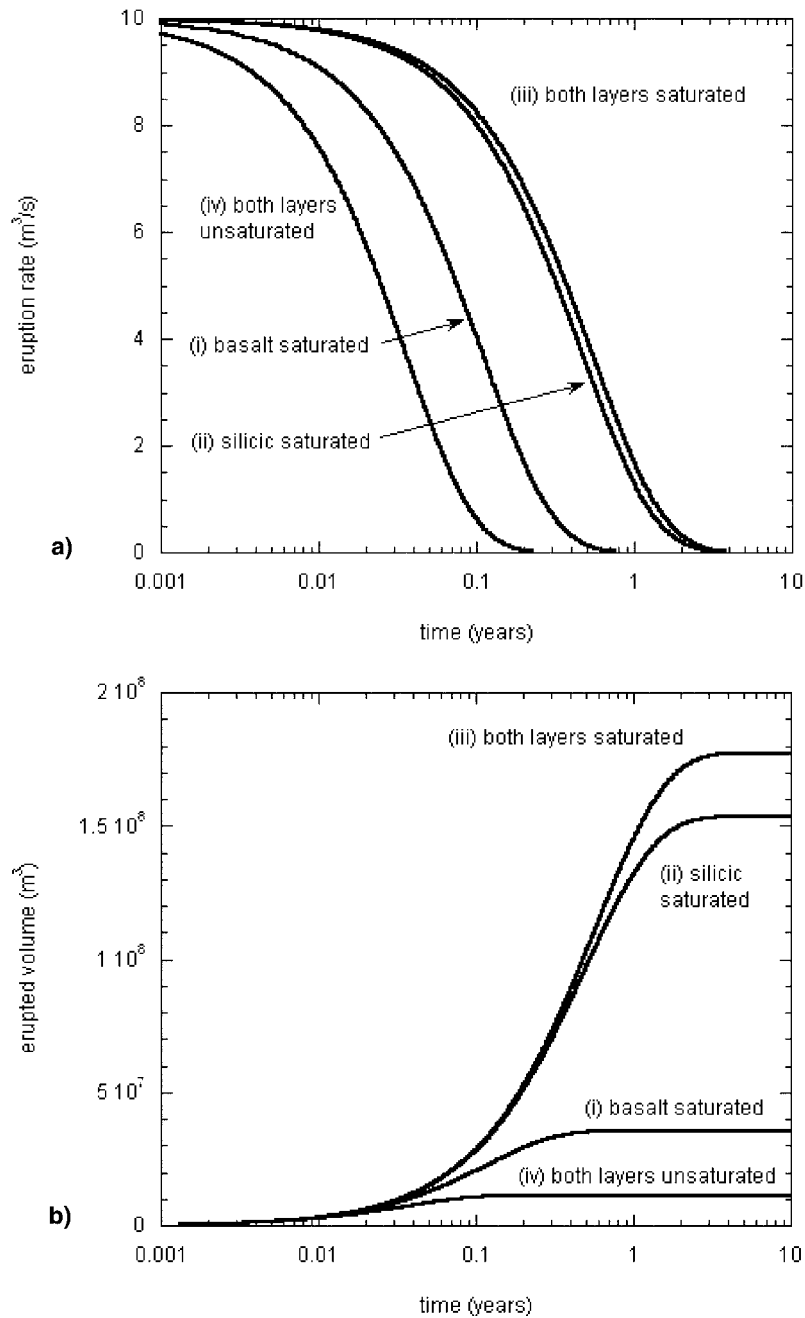 10
8
6
4
2
0
eruption rate (m³/s)
(iii) both layers saturated
(iv) both layers
unsaturated
(i) basalt saturated
(ii) silicic saturated
a)
0.001
0.01
0.1
1
10
time (years)
2 10⁸
1.5 10⁸
1 10⁸
5 10⁷
0
erupted volume (m³)
(iii) both layers saturated
(ii) silicic
saturated
(i) basalt saturated
(iv) both layers unsaturated
b)
0.001
0.01
0.1
1
10
time (years)